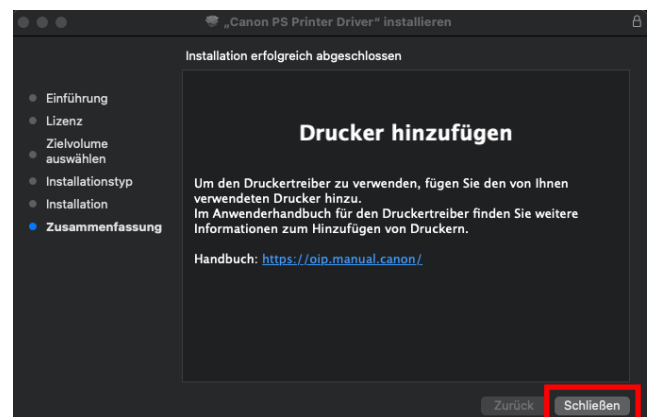 „Canon PS Printer Driver“ installieren
Installation erfolgreich abgeschlossen
Einführung
Lizenz
Zielvolume
auswählen
Installationstyp
Installation
Zusammenfassung
Drucker hinzufügen
Um den Druckertreiber zu verwenden, fügen Sie den von Ihnen
verwendeten Drucker hinzu.
Im Anwenderhandbuch für den Druckertreiber finden Sie weitere
Informationen zum Hinzufügen von Druckern.
Handbuch: https://oip.manual.canon/
Zurück
Schließen